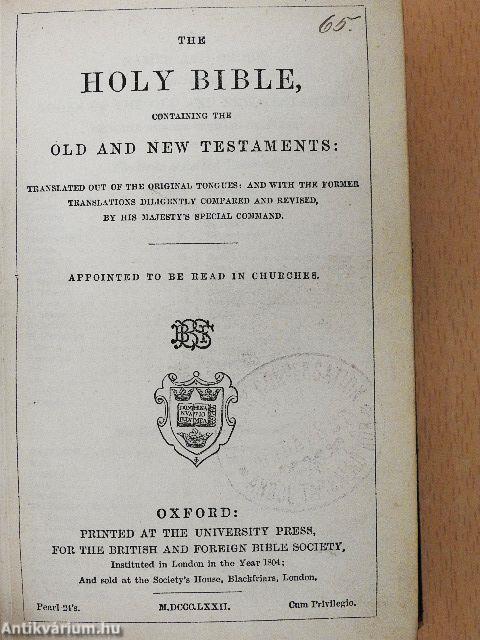 65.
THE
HOLY BIBLE,
CONTAINING THE
OLD AND NEW TESTAMENTS:
TRANSLATED OUT OF THE ORIGINAL TONGUES: AND WITH THE FORMER
TRANSLATIONS DILIGENTLY COMPARED AND REVISED,
BY HIS MAJESTY'S SPECIAL COMMAND.
APPOINTED TO BE READ IN CHURCHES.
OXFORD:
PRINTED AT THE UNIVERSITY PRESS,
FOR THE BRITISH AND FOREIGN BIBLE SOCIETY,
Instituted in London in the Year 1804;
And sold at the Society's House, Blackfriars, London.
Pearl 24's. M.DCCC.LXXII. Cum Privilegio.
Antikvárium.hu